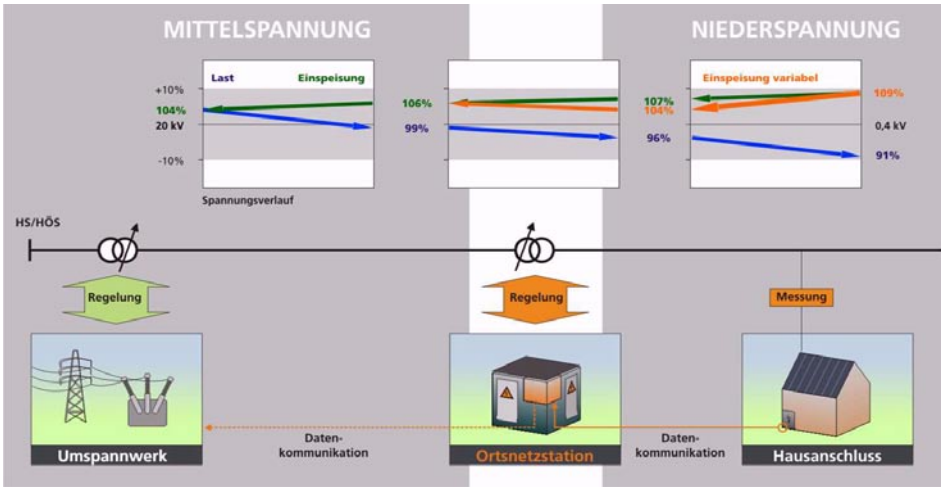 MITTELSPANNUNG
NIEDERSPANNUNG
Last
Einspeisung
Einspeisung variabel
+10%
104%
20 kV
-10%
106%
99%
107%
104%
96%
109%
0,4 kV
91%
Spannungsverlauf
HS/HÖS
Regelung
Regelung
Messung
Daten-
kommunikation
Daten-
kommunikation
Umspannwerk
Ortsnetzstation
Hausanschluss